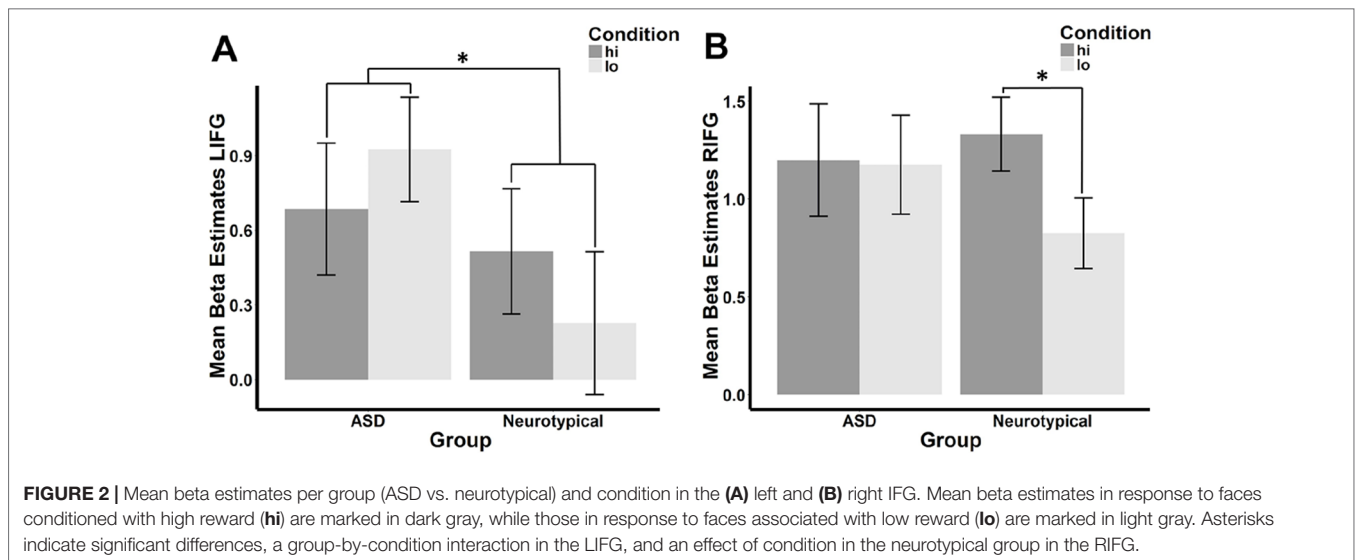 A
Condition
hi
lo
*
Mean Beta Estimates LIFG
0.9
0.6
0.3
0.0
ASD
Neurotypical
Group
B
Condition
hi
lo
*
Mean Beta Estimates RIFG
1.5
1.0
0.5
0.0
ASD
Neurotypical
Group
FIGURE 2 | Mean beta estimates per group (ASD vs. neurotypical) and condition in the (A) left and (B) right IFG. Mean beta estimates in response to faces
conditioned with high reward (hi) are marked in dark gray, while those in response to faces associated with low reward (lo) are marked in light gray. Asterisks
indicate significant differences, a group-by-condition interaction in the LIFG, and an effect of condition in the neurotypical group in the RIFG.